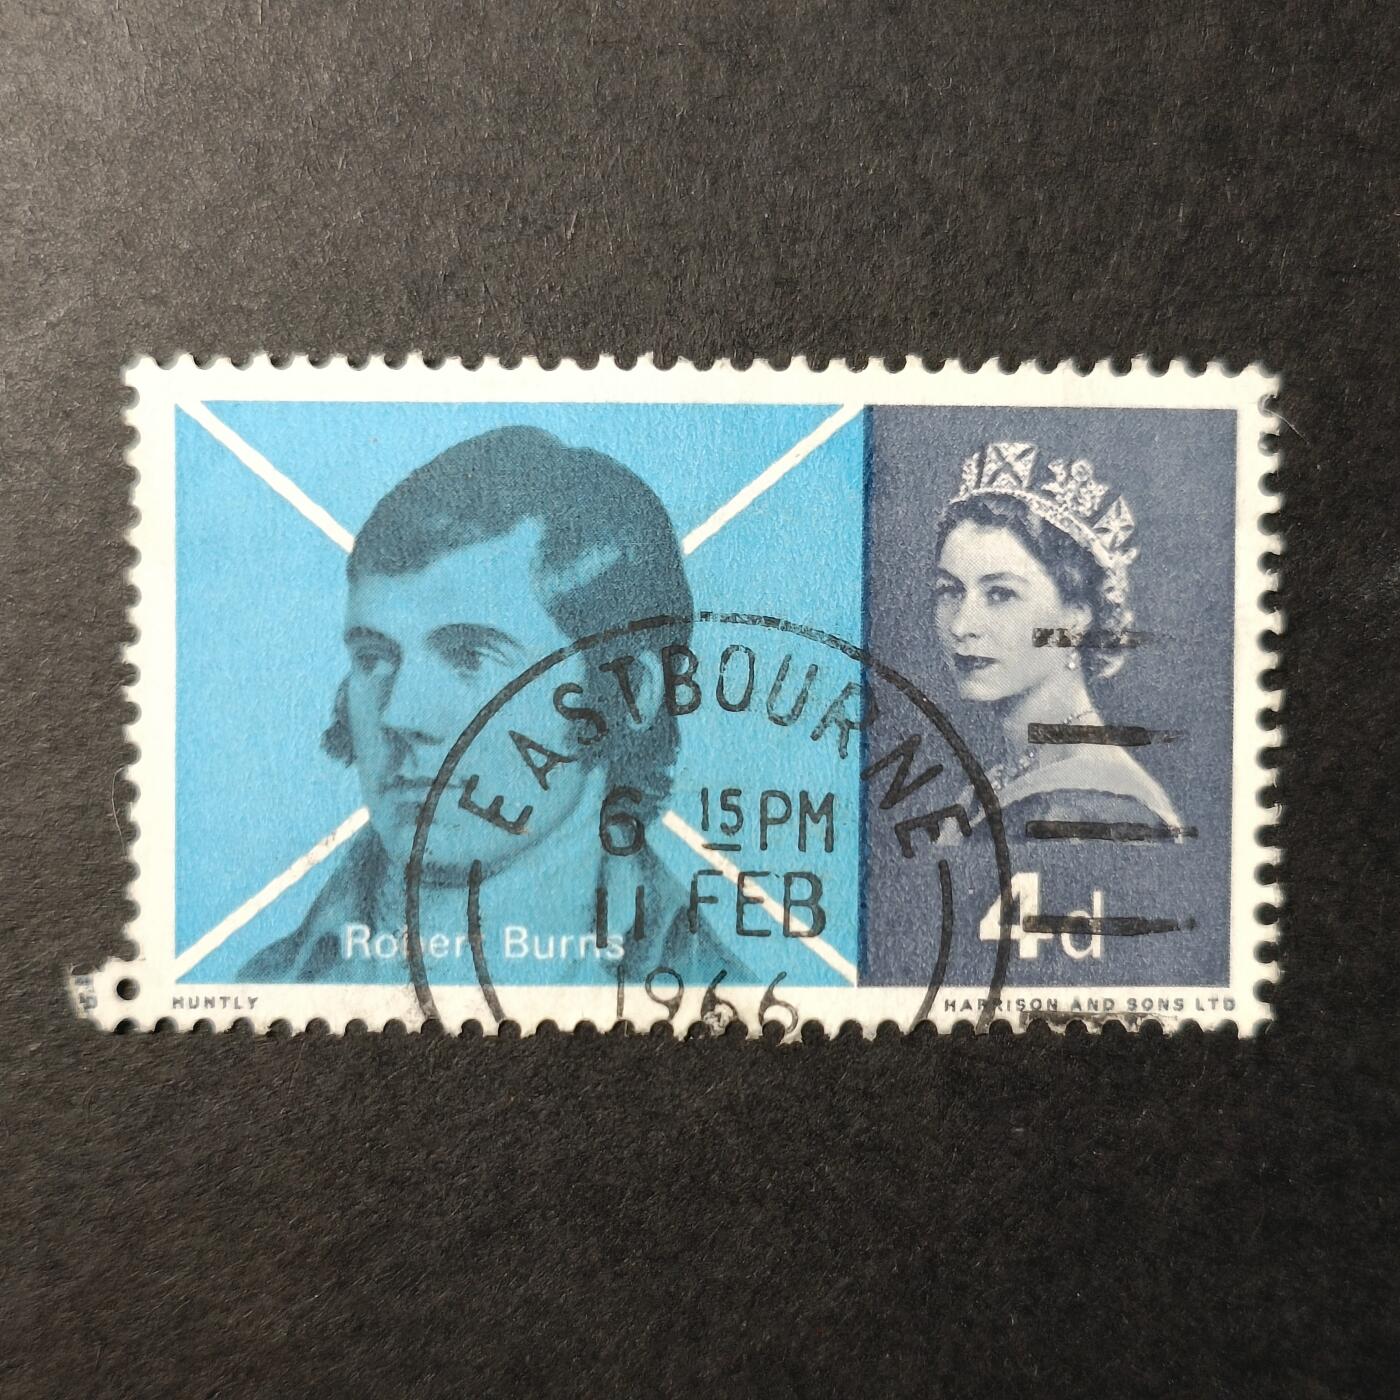 EASTBOURNE
6 15 PM
11 FEB
1966
Robert Burns
4d
HUNTLY
HARRISON AND SONS LTD